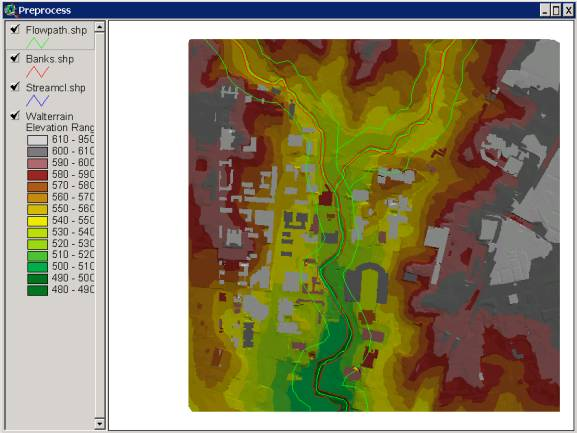 Preprocess
Flowpath.shp
Banks.shp
Streamcl.shp
Walterrain
Elevation Rang
610 - 950
600 - 610
590 - 600
580 - 590
570 - 580
560 - 570
550 - 560
540 - 550
530 - 540
520 - 530
510 - 520
500 - 510
490 - 500
480 - 490